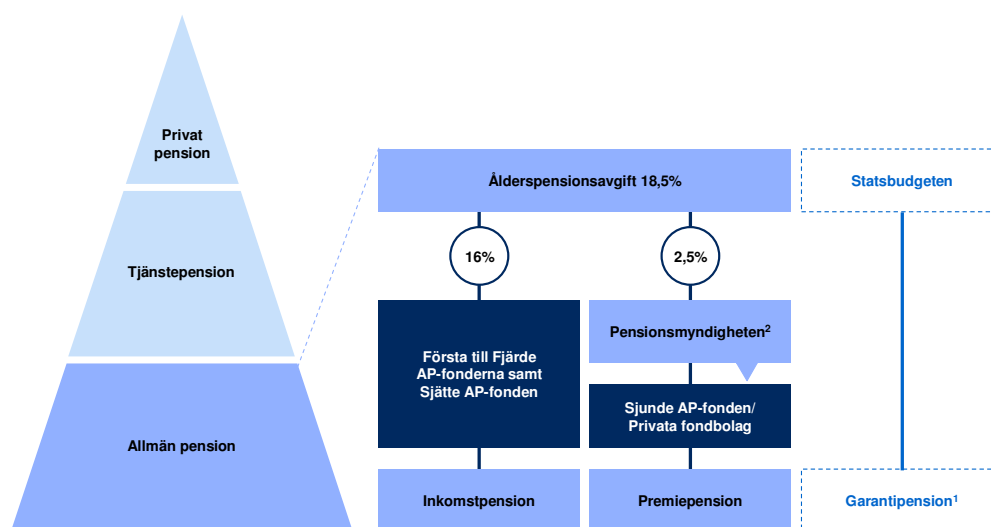 Privat
pension
Tjänstepension
Allmän pension
Ålderspensionsavgift 18,5%
Statsbudgeten
16%
2,5%
Första till Fjärde
AP-fonderna samt
Sjätte AP-fonden
Pensionsmyndigheten²
Sjunde AP-fonden/
Privata fondbolag
Inkomstpension
Premiepension
Garantipension¹